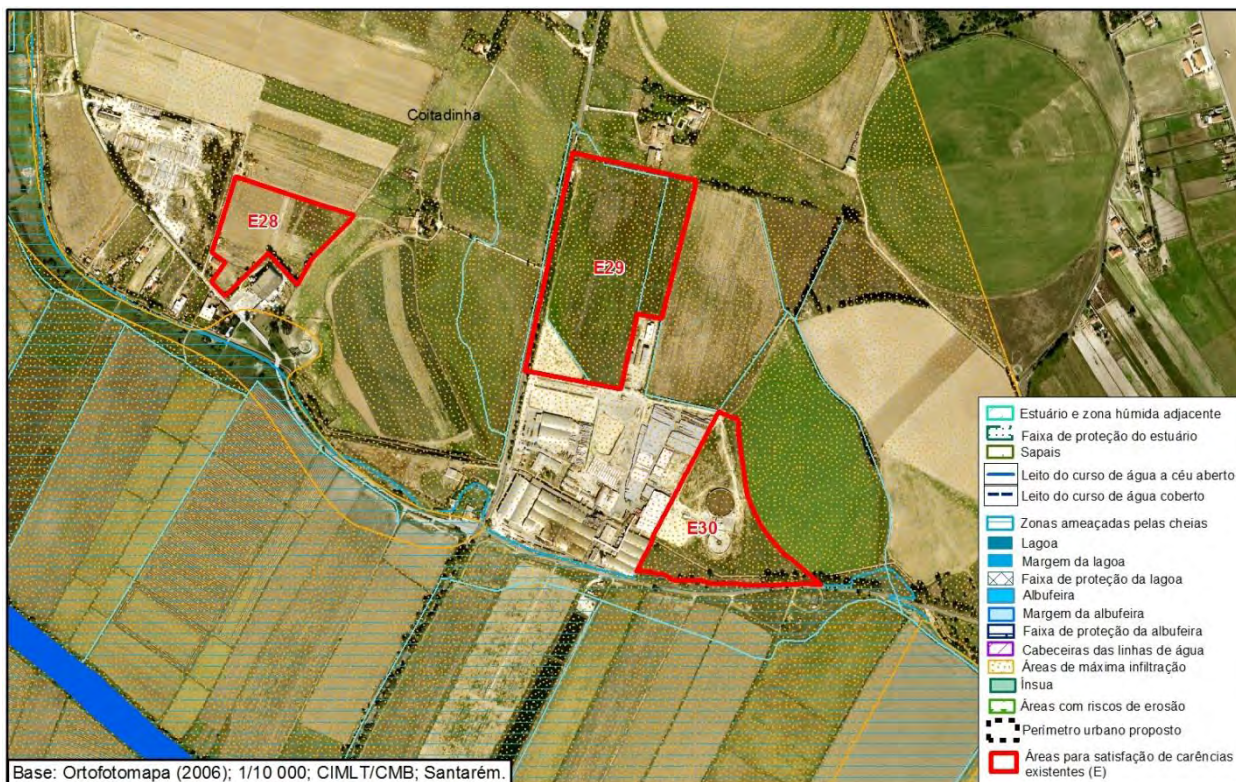 Coitadinha
E28
E29
E30
Estuário e zona húmida adjacente
Faixa de proteção do estuário
Sapais
Leito do curso de água a céu aberto
Leito do curso de água coberto
Zonas ameaçadas pelas cheias
Lagoa
Margem da lagoa
Faixa de proteção da lagoa
Albufeira
Margem da albufeira
Faixa de proteção da albufeira
Cabeceiras das linhas de água
Áreas de máxima infiltração
Ínsua
Áreas com riscos de erosão
Perímetro urbano proposto
Áreas para satisfação de carências
existentes (E)
Base: Ortofotomapa (2006); 1/10 000; CIMLT/CMB; Santarém.